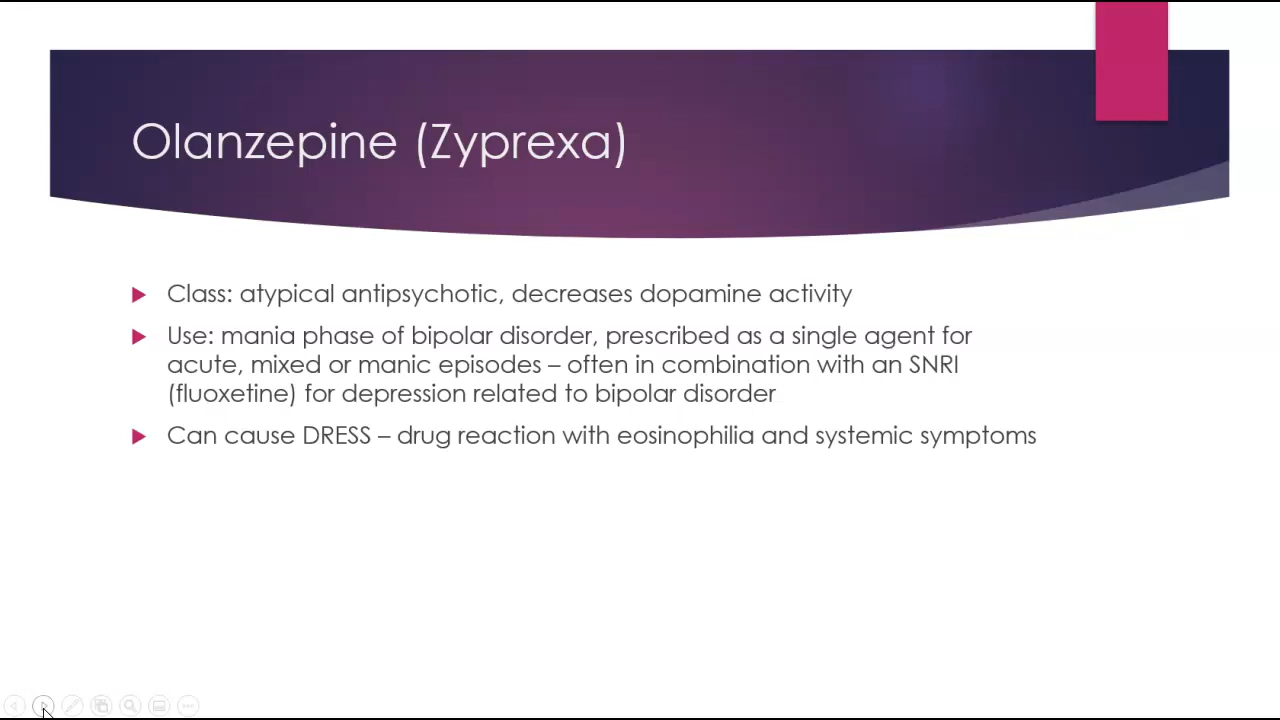 Olanzepine (Zyprexa)
Class: atypical antipsychotic, decreases dopamine activity
Use: mania phase of bipolar disorder, prescribed as a single agent for
acute, mixed or manic episodes – often in combination with an SNRI
(fluoxetine) for depression related to bipolar disorder
Can cause DRESS – drug reaction with eosinophilia and systemic symptoms